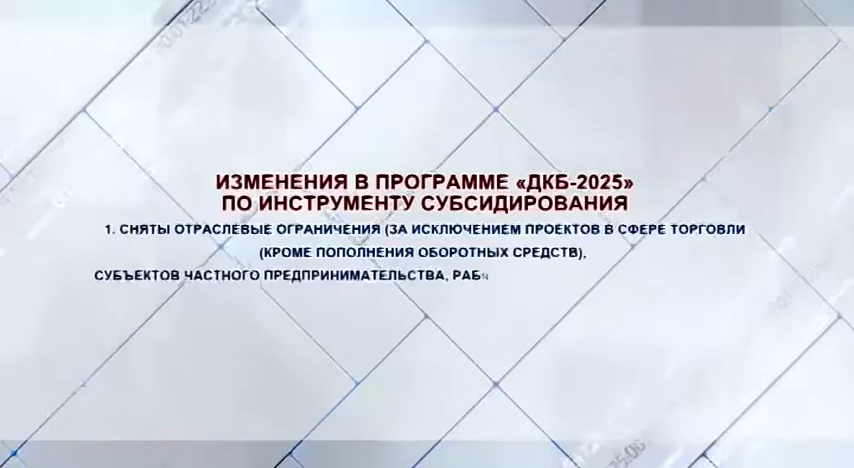 ИЗМЕНЕНИЯ В ПРОГРАММЕ «ДКБ-2025»
ПО ИНСТРУМЕНТУ СУБСИДИРОВАНИЯ
1. СНЯТЫ ОТРАСЛЕВЫЕ ОГРАНИЧЕНИЯ (ЗА ИСКЛЮЧЕНИЕМ ПРОЕКТОВ В СФЕРЕ ТОРГОВЛИ
(КРОМЕ ПОПОЛНЕНИЯ ОБОРОТНЫХ СРЕДСТВ),
СУБЪЕКТОВ ЧАСТНОГО ПРЕДПРИНИМАТЕЛЬСТВА,